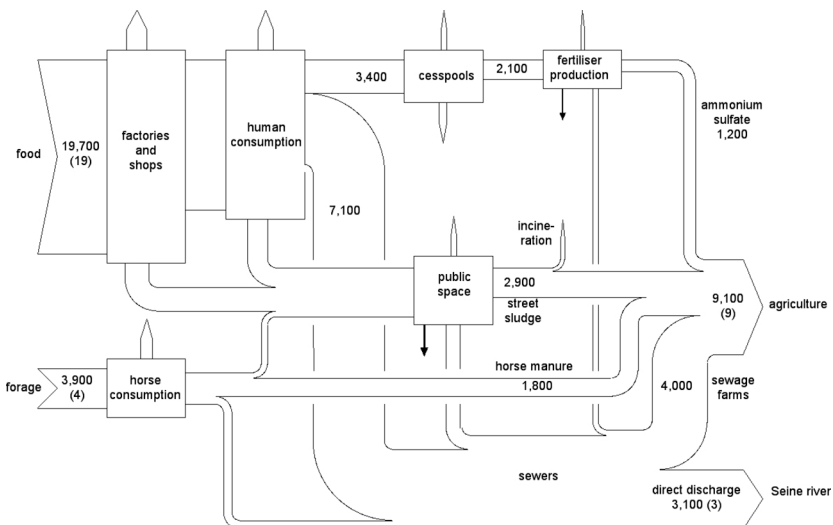 food
19,700
(19)
factories
and
shops
human
consumption
3,400
cesspools
2,100
fertiliser
production
ammonium
sulfate
1,200
7,100
incine-
ration
public
space
2,900
street
sludge
9,100
(9)
agriculture
forage
3,900
(4)
horse
consumption
horse manure
1,800
4,000
sewage
farms
sewers
direct discharge
3,100 (3)
Seine river